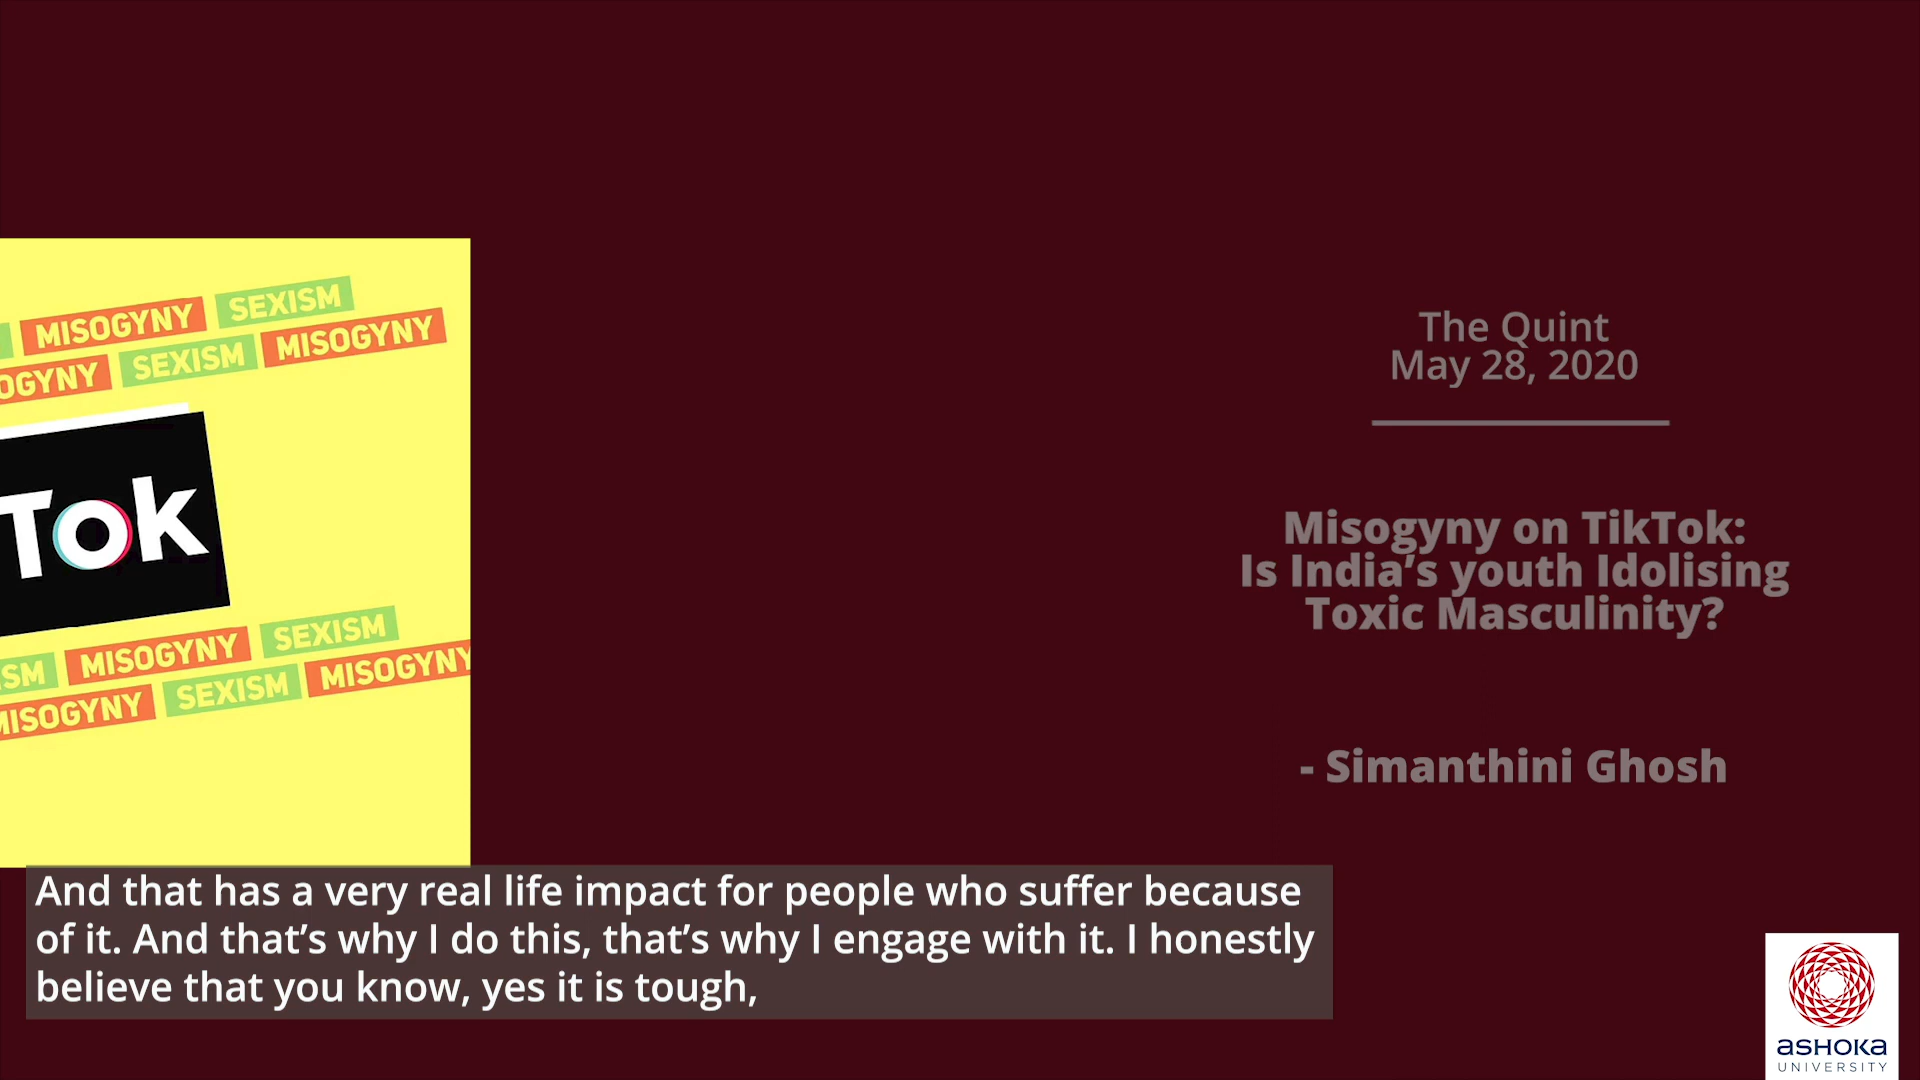 MISOGYNY SEXISM
OGYNY SEXISM MISOGYNY
Tok
SM MISOGYNY SEXISM
MISOGYNY SEXISM MISOGYNY
The Quint
May 28, 2020
Misogyny on TikTok:
Is India’s youth Idolising
Toxic Masculinity?
- Simanthini Ghosh
And that has a very real life impact for people who suffer because
of it. And that’s why I do this, that’s why I engage with it. I honestly
believe that you know, yes it is tough,
ASHOKA
UNIVERSITY